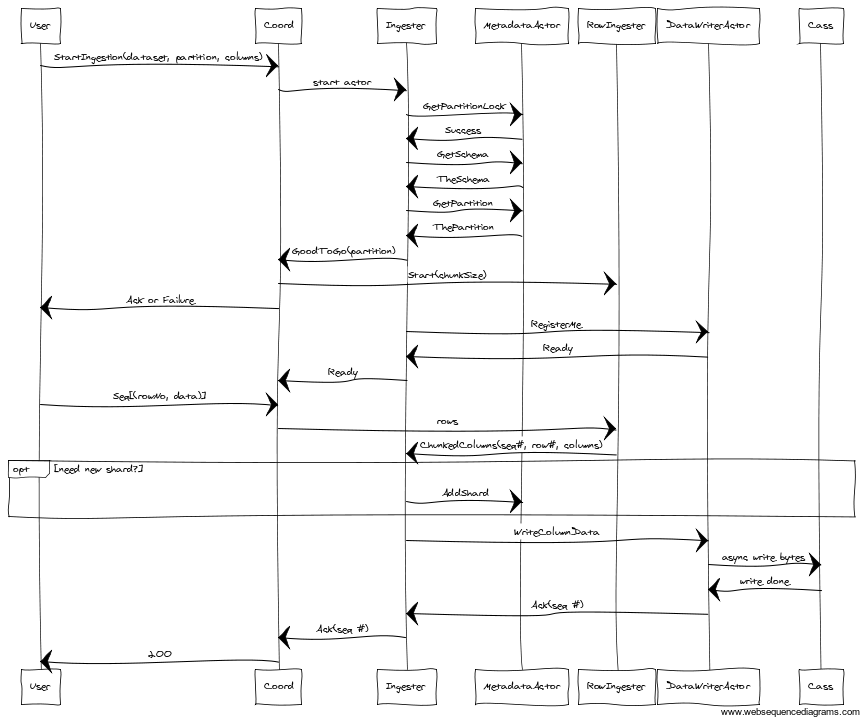 User Coord Ingester MetadataActor RowIngester DataWriterActor Cass
StartIngestion(dataset, partition, columns)
start actor
GetPartitionLock
Success
GetSchema
TheSchema
GetPartition
ThePartition
GoodToGo(partition)
Start(chunkSize)
Ack or Failure
RegisterMe
Ready
Ready
Seq[(rowNo, data)]
rows
ChunkedColumns(seq#, row#, columns)
opt [need new shard?]
AddShard
WriteColumnData
async write bytes
write done
Ack(seq #)
Ack(seq #)
200
User Coord Ingester MetadataActor RowIngester DataWriterActor Cass
www.websequencediagrams.com